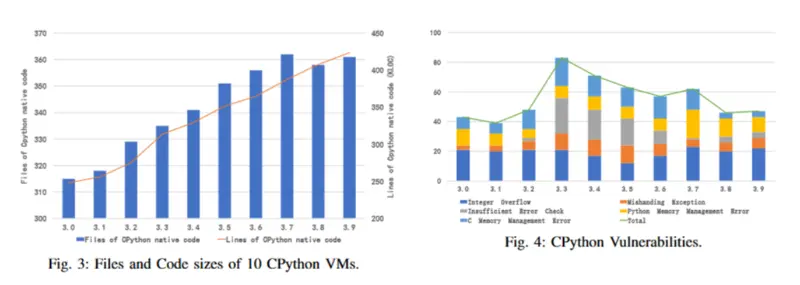 370
360
350
340
330
320
310
300
Files of Cpython native code
450
400
350
300
250
200
Lines of Cpython native code (KLOC)
3.0 3.1 3.2 3.3 3.4 3.5 3.6 3.7 3.8 3.9
Files of CPython native code Lines of CPython native code
Fig. 3: Files and Code sizes of 10 CPython VMs.
100
80
60
40
20
0
3.0 3.1 3.2 3.3 3.4 3.5 3.6 3.7 3.8 3.9
Integer Overflow Mishanding Exception
Insufficient Error Check Python Memory Management Error
C Memory Management Error Total
Fig. 4: CPython Vulnerabilities.